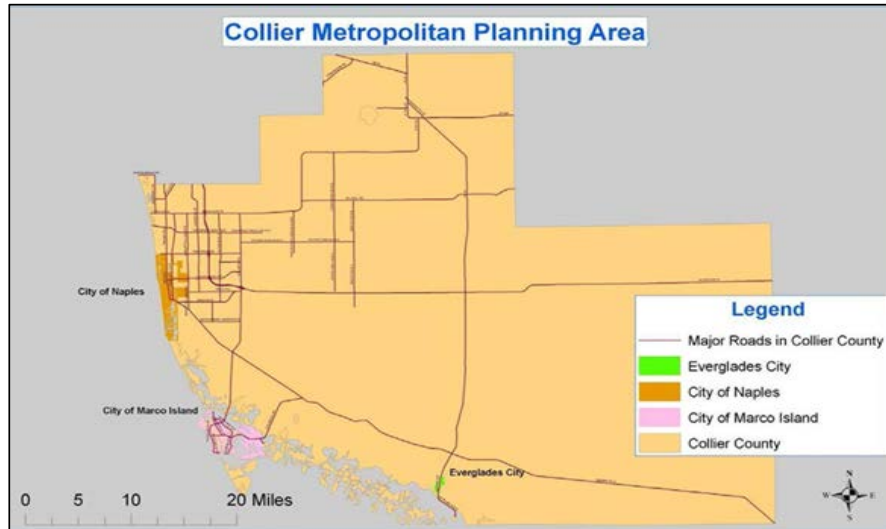 Collier Metropolitan Planning Area
City of Naples
Legend
Major Roads in Collier County
Everglades City
City of Naples
City of Marco Island
Collier County
City of Marco Island
Everglades City
0 5 10 20 Miles
N
W E
S